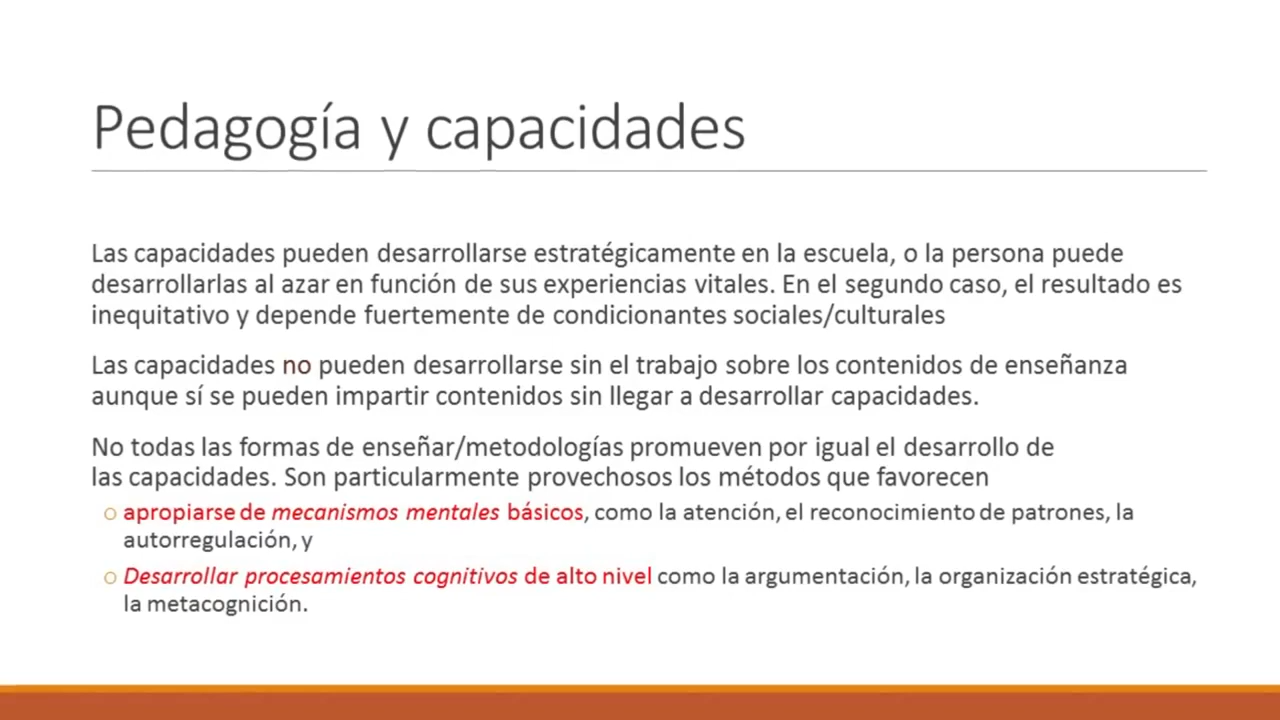 Pedagogía y capacidades
Las capacidades pueden desarrollarse estratégicamente en la escuela, o la persona puede
desarrollarlas al azar en función de sus experiencias vitales. En el segundo caso, el resultado es
inequitativo y depende fuertemente de condicionantes sociales/culturales
Las capacidades no pueden desarrollarse sin el trabajo sobre los contenidos de enseñanza
aunque sí se pueden impartir contenidos sin llegar a desarrollar capacidades.
No todas las formas de enseñar/metodologías promueven por igual el desarrollo de
las capacidades. Son particularmente provechosos los métodos que favorecen
o apropiarse de mecanismos mentales básicos, como la atención, el reconocimiento de patrones, la
autorregulación, y
o Desarrollar procesamientos cognitivos de alto nivel como la argumentación, la organización estratégica,
la metacognición.